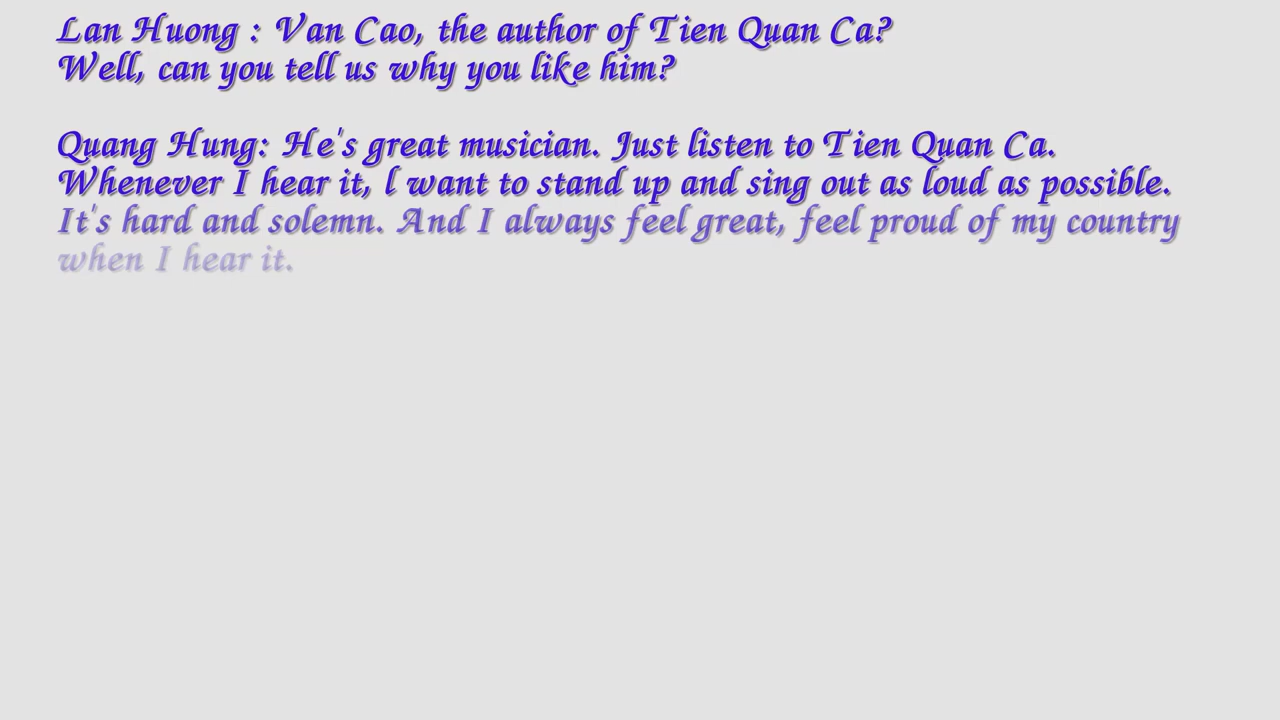 Lan Huong : Van Cao, the author of Tien Quan Ca?
Well, can you tell us why you like him?
Quang Hung: He's great musician. Just listen to Tien Quan Ca.
Whenever I hear it, l want to stand up and sing out as loud as possible.
It's hard and solemn. And I always feel great, feel proud of my country
when I hear it.